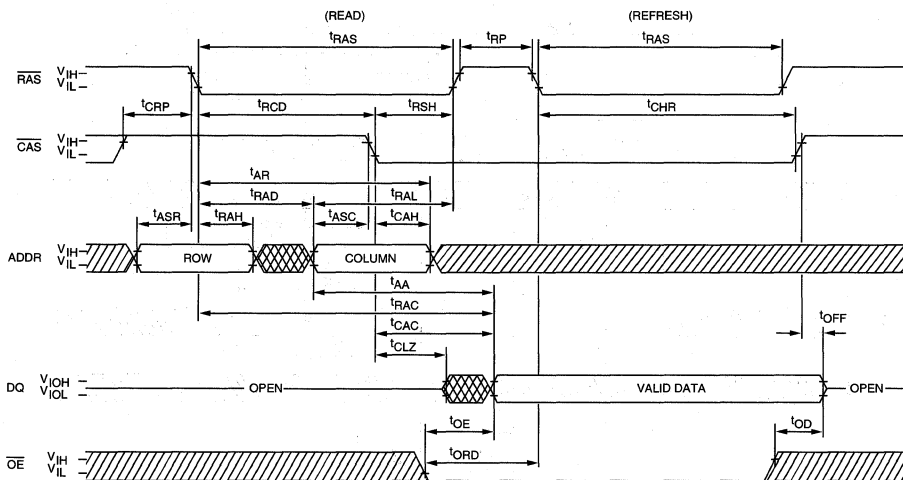 (READ) (REFRESH)
tRAS tRP tRAS
RAS VIH VIL
tCRP tRCD tRSH tCHR
CAS VIH VIL
tAR
tRAD tRAL
tASR tRAH tASC tCAH
ADDR VIH VIL ROW COLUMN
tAA
tRAC
tCAC tOFF
tCLZ
DQ VIOH VIOL OPEN VALID DATA OPEN
tOE tOD
tORD
OE VIH VIL